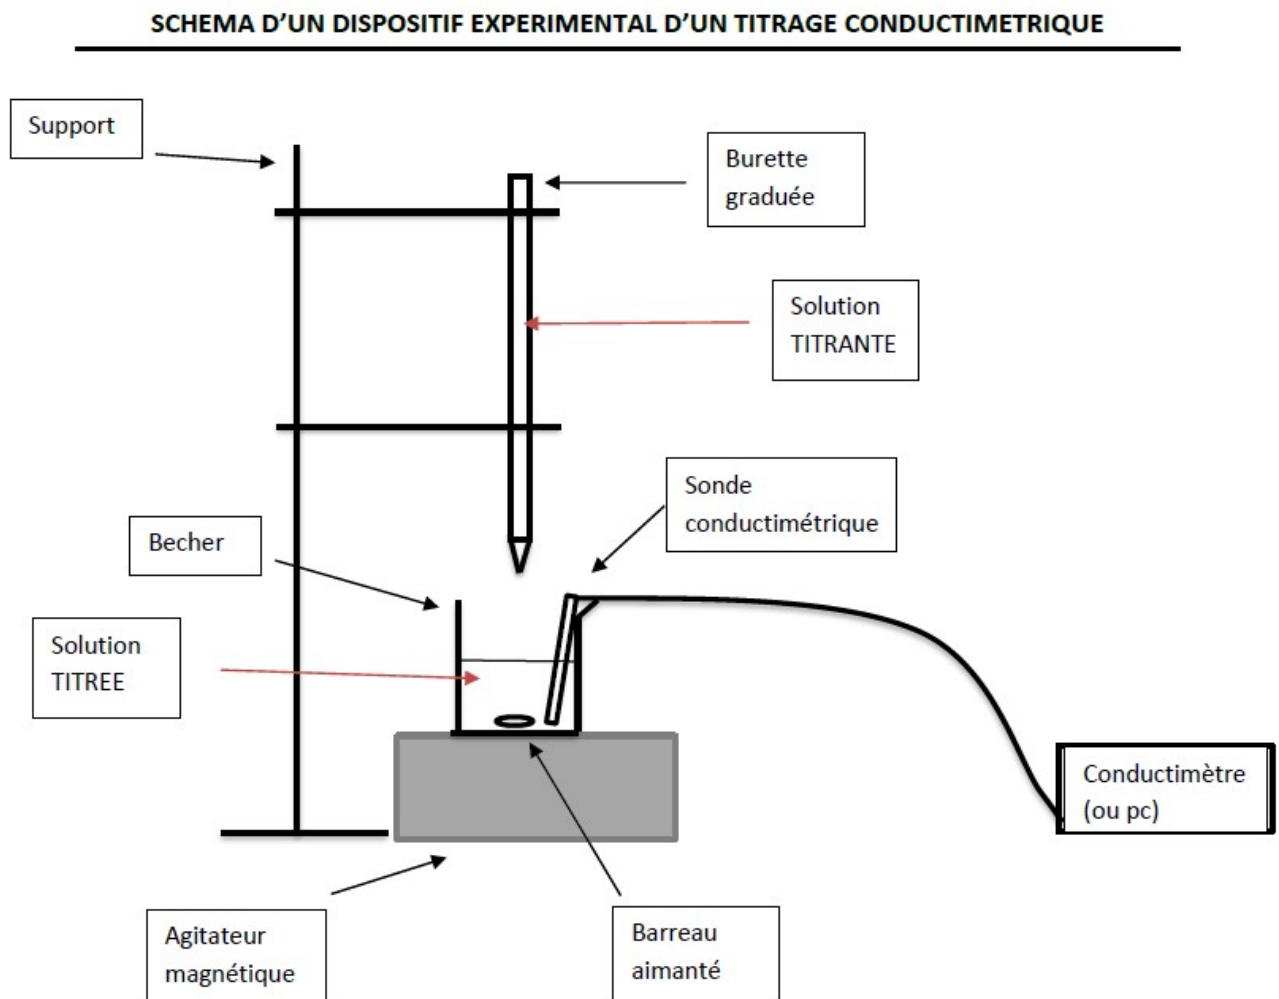 SCHEMA D’UN DISPOSITIF EXPERIMENTAL D’UN TITRAGE CONDUCTIMETRIQUE
Support
Burette
graduée
Solution
TITRANTE
Sonde
conductimétrique
Becher
Solution
TITREE
Conductimètre
(ou pc)
Agitateur
magnétique
Barreau
aimanté